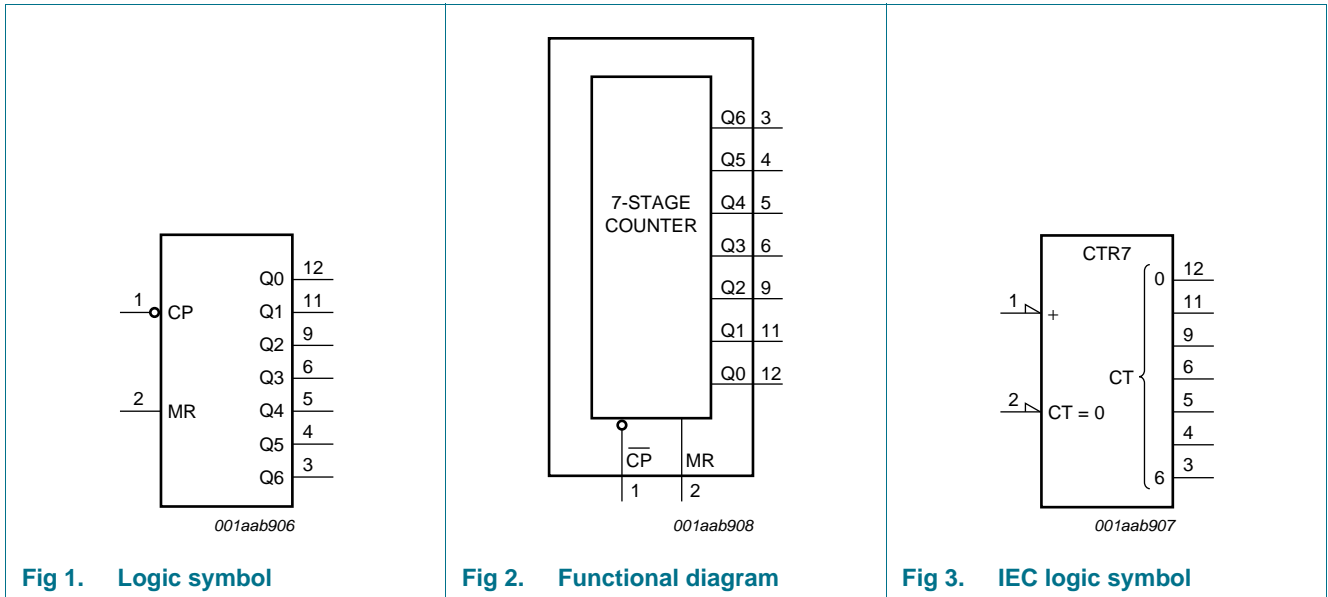 1
CP
2
MR
Q0 12
Q1 11
Q2 9
Q3 6
Q4 5
Q5 4
Q6 3
001aab906
Fig 1. Logic symbol
7-STAGE
COUNTER
Q6 3
Q5 4
Q4 5
Q3 6
Q2 9
Q1 11
Q0 12
C̅P̅ MR
1 2
001aab908
Fig 2. Functional diagram
CTR7
1 +
2 CT = 0
CT
0 12
11
9
6
5
4
6 3
001aab907
Fig 3. IEC logic symbol